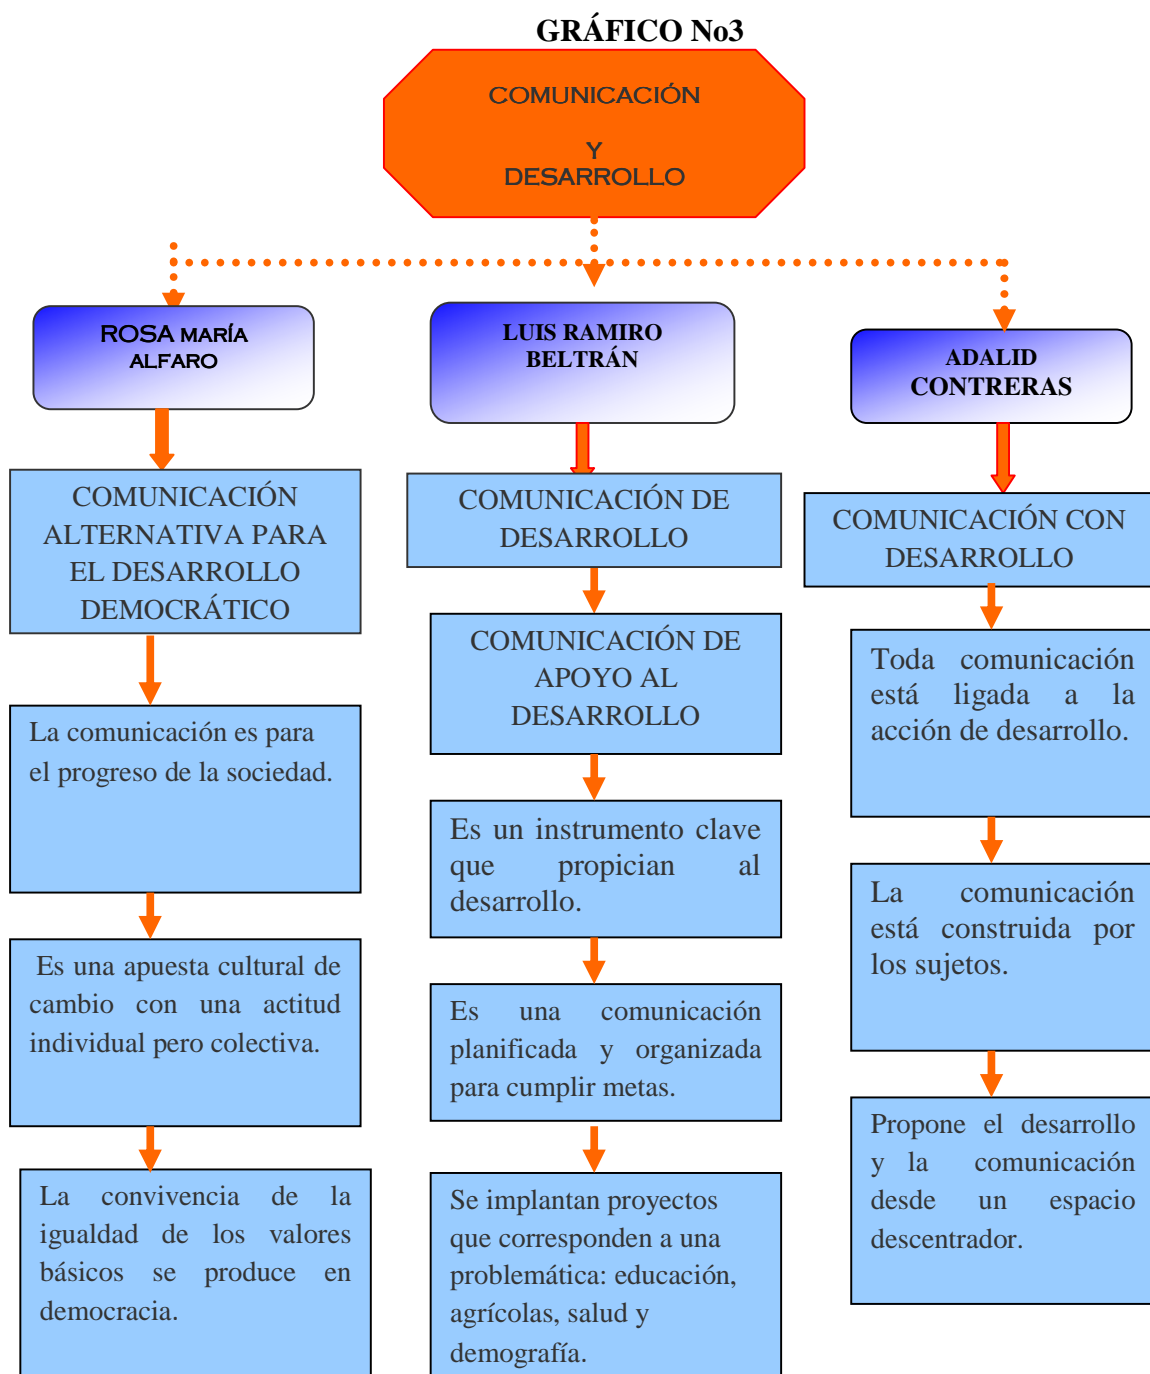 GRÁFICO No3
COMUNICACIÓN
Y
DESARROLLO
ROSA MARÍA
ALFARO
COMUNICACIÓN
ALTERNATIVA PARA
EL DESARROLLO
DEMOCRÁTICO
La comunicación es para
el progreso de la sociedad.
Es una apuesta cultural de
cambio con una actitud
individual pero colectiva.
La convivencia de la
igualdad de los valores
básicos se produce en
democracia.
LUIS RAMIRO
BELTRÁN
COMUNICACIÓN DE
DESARROLLO
COMUNICACIÓN DE
APOYO AL
DESARROLLO
Es un instrumento clave
que propician al
desarrollo.
Es una comunicación
planificada y organizada
para cumplir metas.
Se implantan proyectos
que corresponden a una
problemática: educación,
agrícolas, salud y
demografía.
ADALID
CONTRERAS
COMUNICACIÓN CON
DESARROLLO
Toda comunicación
está ligada a la
acción de desarrollo.
La comunicación
está construida por
los sujetos.
Propone el desarrollo
y la comunicación
desde un espacio
descentrador.